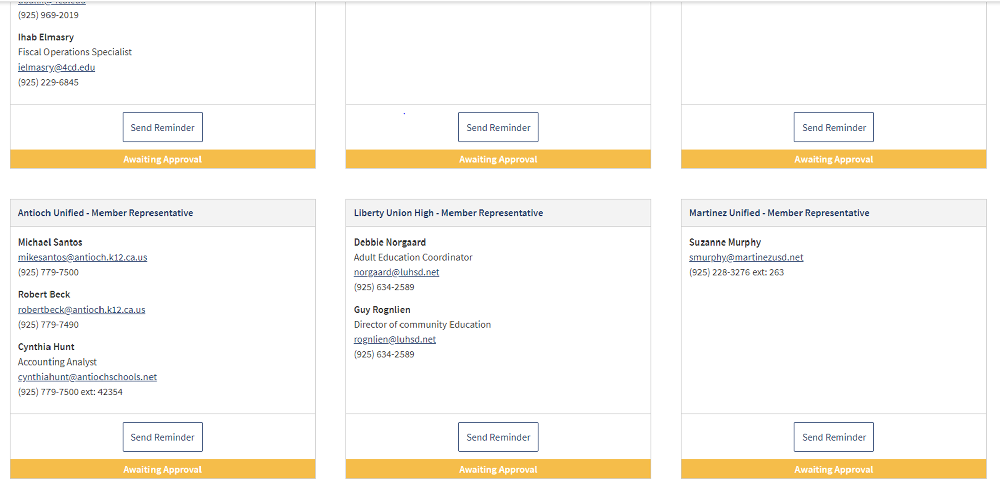 (925) 969-2019
Ihab Elmasry
Fiscal Operations Specialist
ielmasry@4cd.edu
(925) 229-6845
Send Reminder
Send Reminder
Send Reminder
Awaiting Approval
Awaiting Approval
Awaiting Approval
Antioch Unified - Member Representative
Michael Santos
mikesantos@antioch.k12.ca.us
(925) 779-7500
Robert Beck
robertbeck@antioch.k12.ca.us
(925) 779-7490
Cynthia Hunt
Accounting Analyst
cynthiahunt@antiochschools.net
(925) 779-7500 ext: 42354
Send Reminder
Awaiting Approval
Liberty Union High - Member Representative
Debbie Norgaard
Adult Education Coordinator
norgaard@luhsd.net
(925) 634-2589
Guy Rognlien
Director of community Education
rognlien@luhsd.net
(925) 634-2589
Send Reminder
Awaiting Approval
Martinez Unified - Member Representative
Suzanne Murphy
smurphy@martinezusd.net
(925) 228-3276 ext: 263
Send Reminder
Awaiting Approval